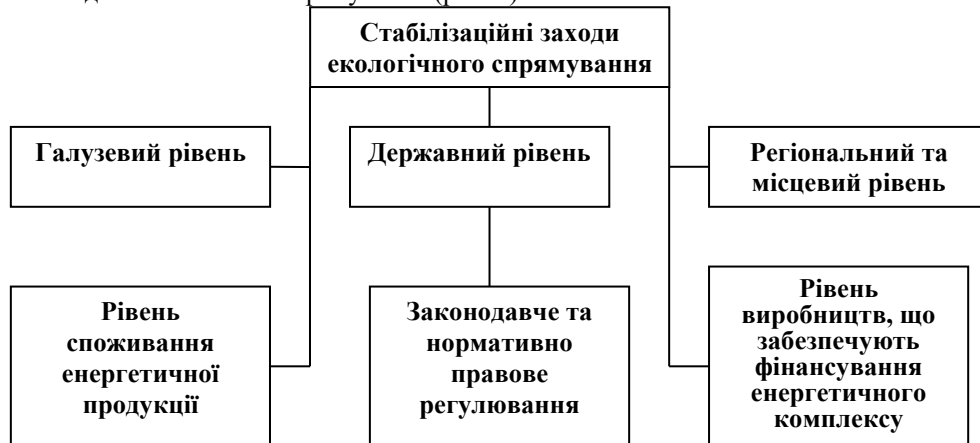 Стабілізаційні заходи
екологічного спрямування
Галузевий рівень
Державний рівень
Регіональний та
місцевий рівень
Рівень
споживання
енергетичної
продукції
Законодавче та
нормативно
правове
регулювання
Рівень
виробництв, що
забезпечують
фінансування
енергетичного
комплексу